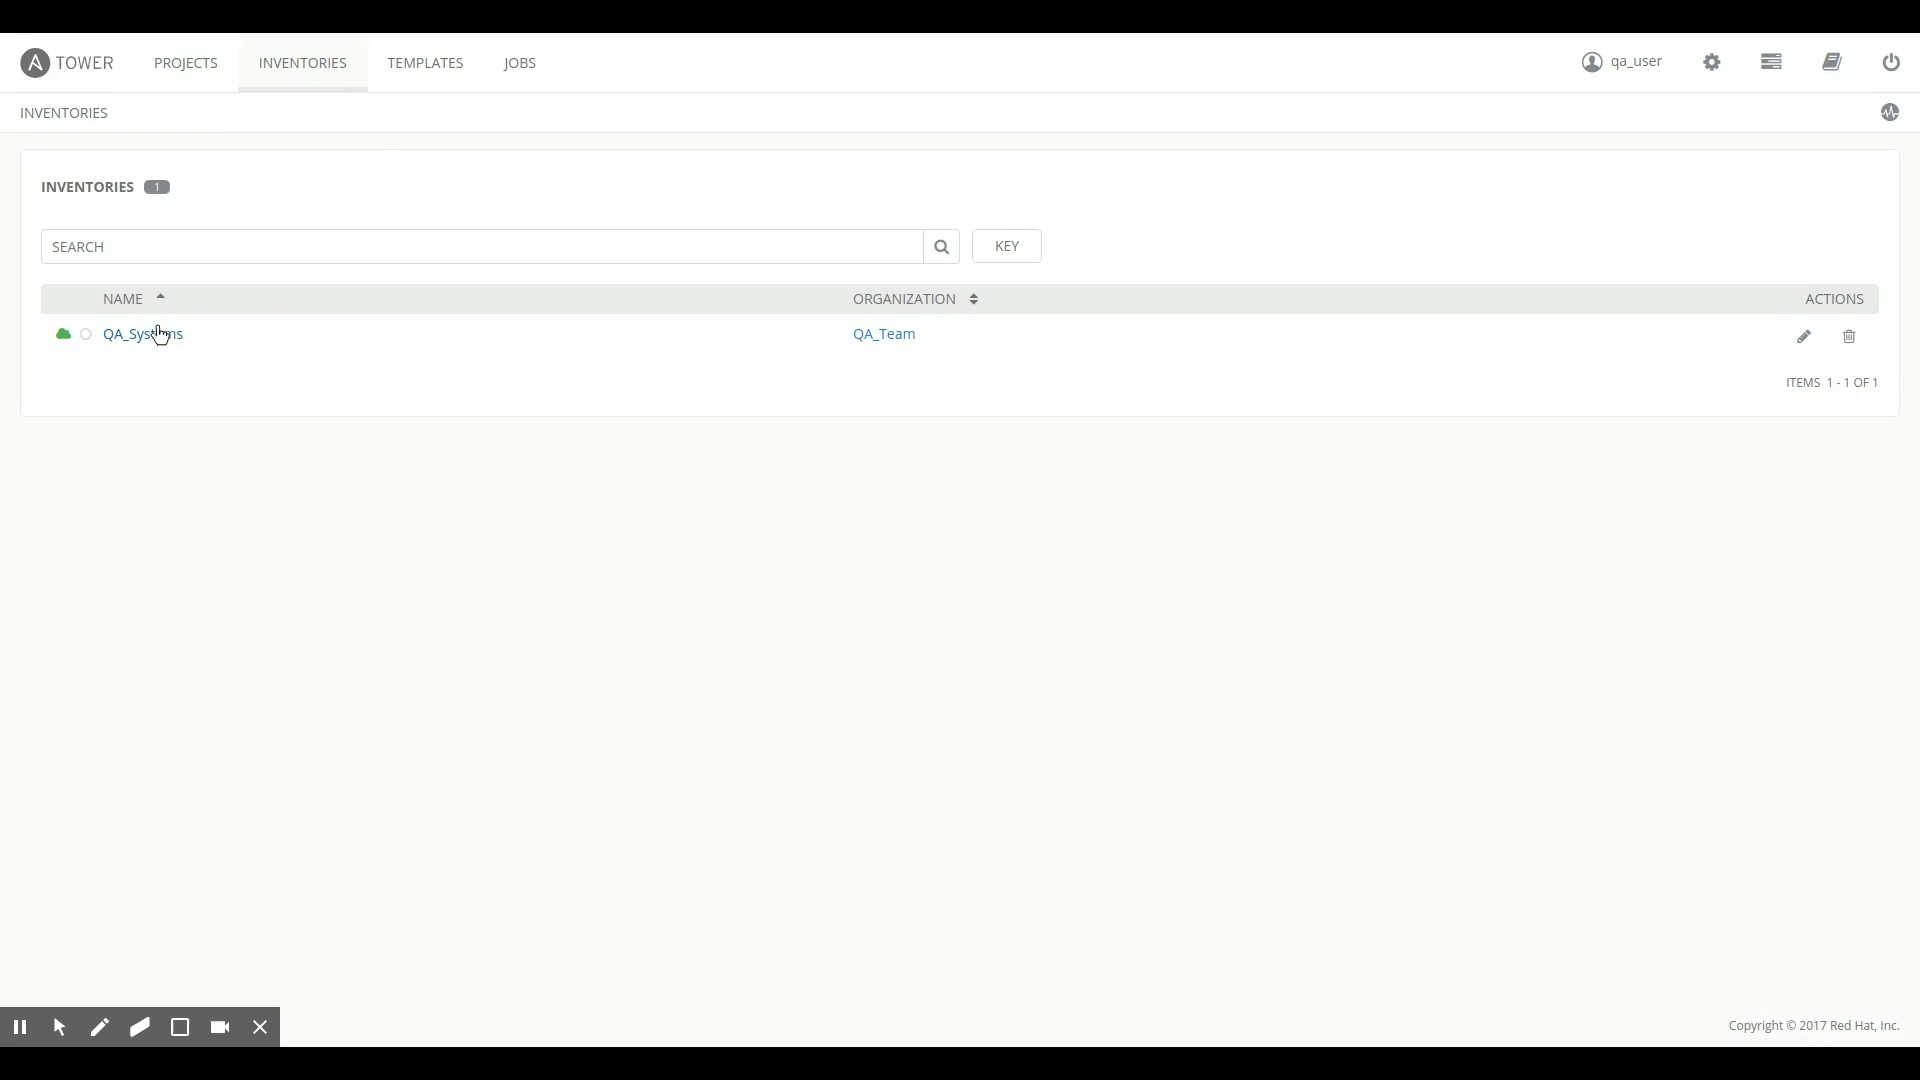 TOWER PROJECTS INVENTORIES TEMPLATES JOBS qa_user
INVENTORIES
INVENTORIES 1
SEARCH KEY
NAME ORGANIZATION ACTIONS
QA_Systems QA_Team
ITEMS 1 - 1 OF 1
Copyright © 2017 Red Hat, Inc.